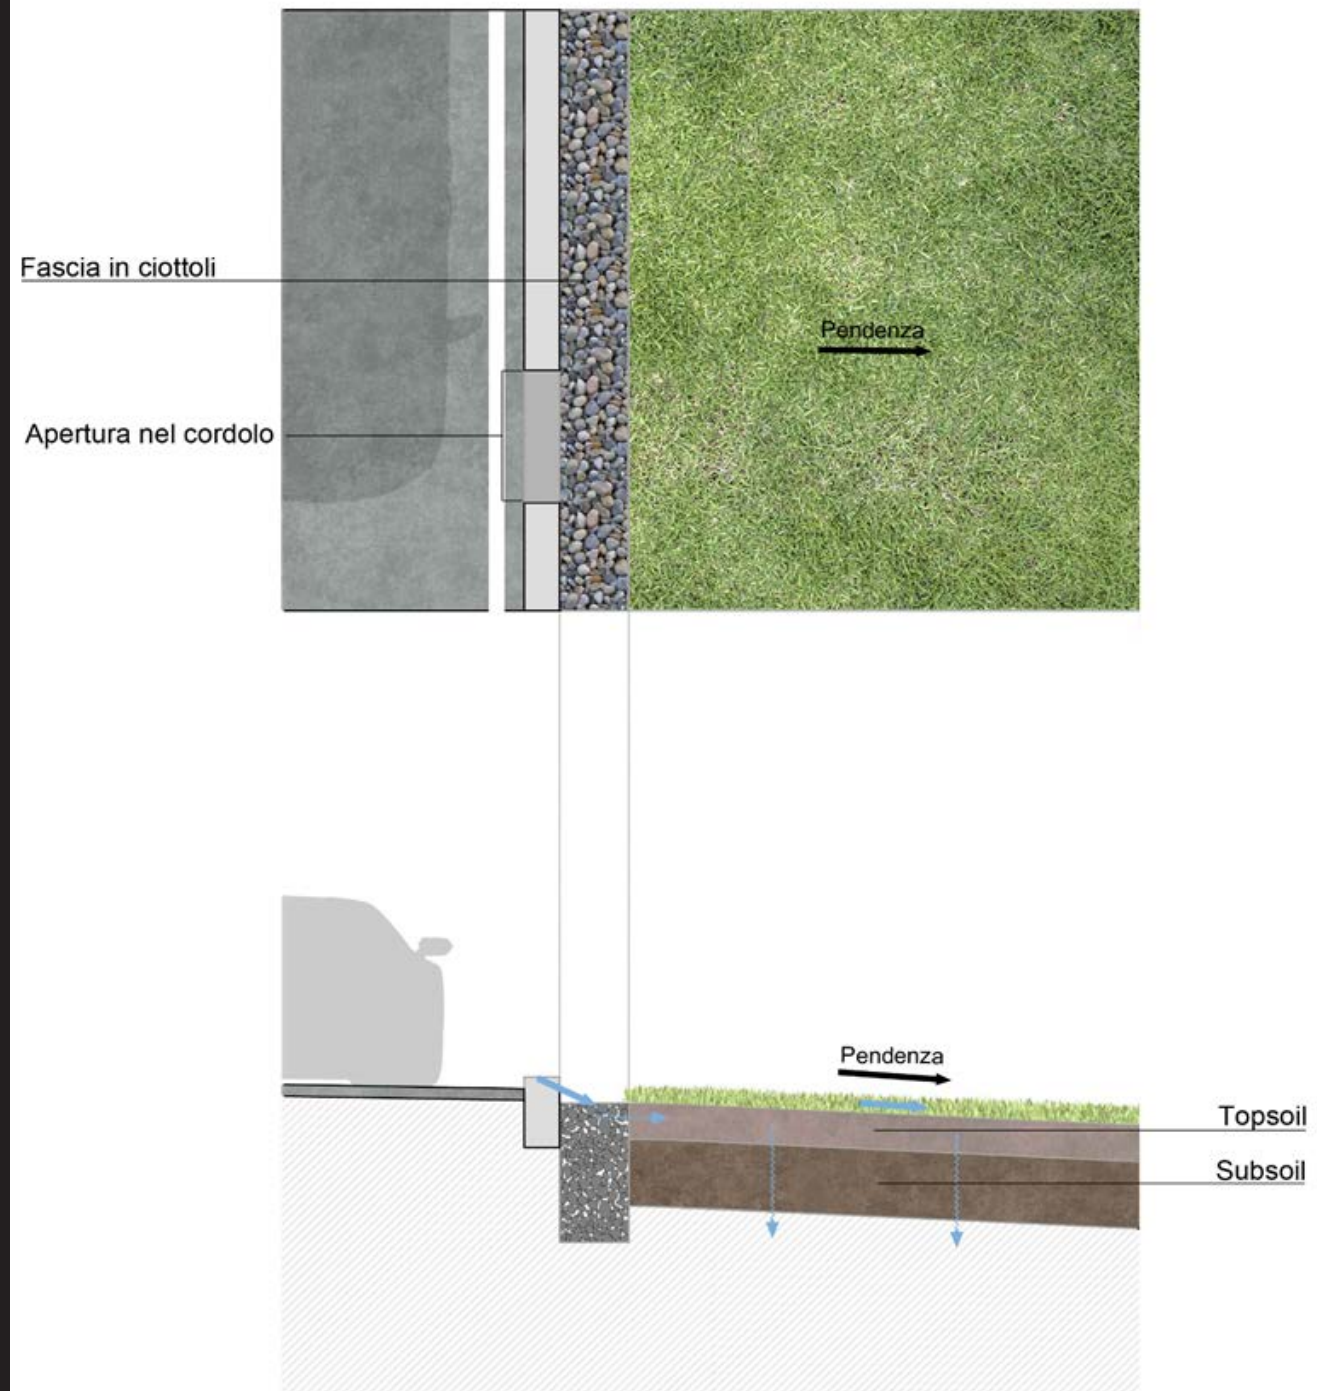 Fascia in ciottoli
Pendenza
Apertura nel cordolo
Pendenza
Topsoil
Subsoil